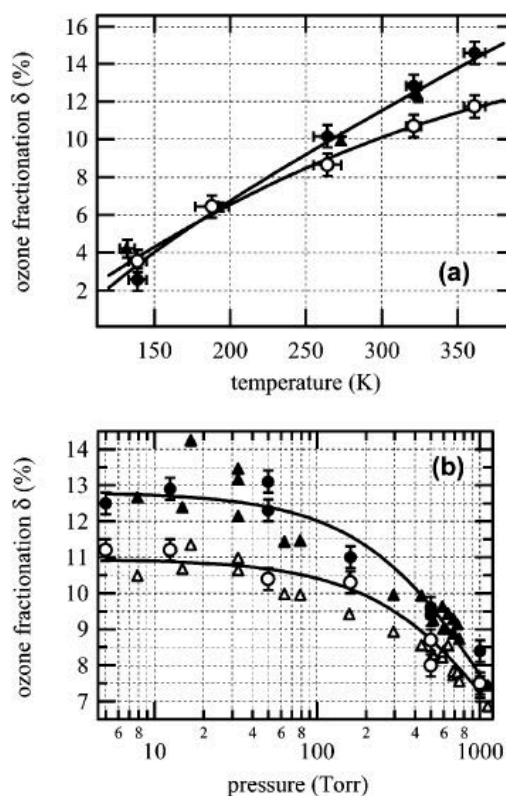 16
14
12
10
8
6
4
2
ozone fractionation δ (%)
(a)
150 200 250 300 350
temperature (K)
14
13
12
11
10
9
8
7
ozone fractionation δ (%)
(b)
6 8 10 2 4 6 8 100 2 4 6 8 1000
pressure (Torr)